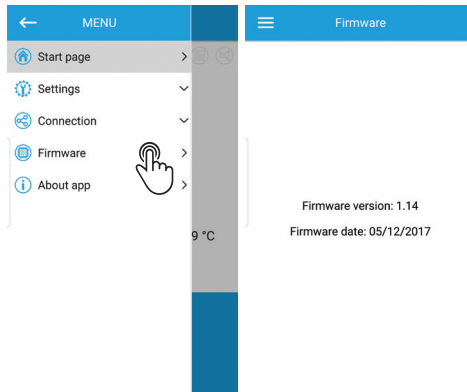 MENU
Start page
Settings
Connection
Firmware
About app
9 °C
Firmware
Firmware version: 1.14
Firmware date: 05/12/2017